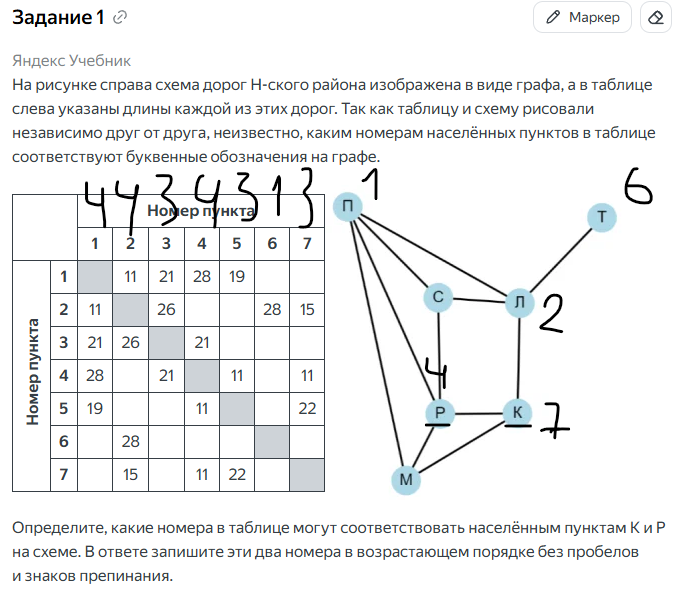 Задание 1
Маркер
Яндекс Учебник
На рисунке справа схема дорог Н-ского района изображена в виде графа, а в таблице
слева указаны длины каждой из этих дорог. Так как таблицу и схему рисовали
независимо друг от друга, неизвестно, каким номерам населённых пунктов в таблице
соответствуют буквенные обозначения на графе.
4 4 3 4 3 1 3
Номер пункта
1 2 3 4 5 6 7
Номер пункта
1 11 21 28 19
2 11 26 28 15
3 21 26 21
4 28 21 11 11
5 19 11 22
6 28
7 15 11 22
П 1
Т 6
С
Л 2
4
Р
К 7
М
Определите, какие номера в таблице могут соответствовать населённым пунктам К и Р
на схеме. В ответе запишите эти два номера в возрастающем порядке без пробелов
и знаков препинания.